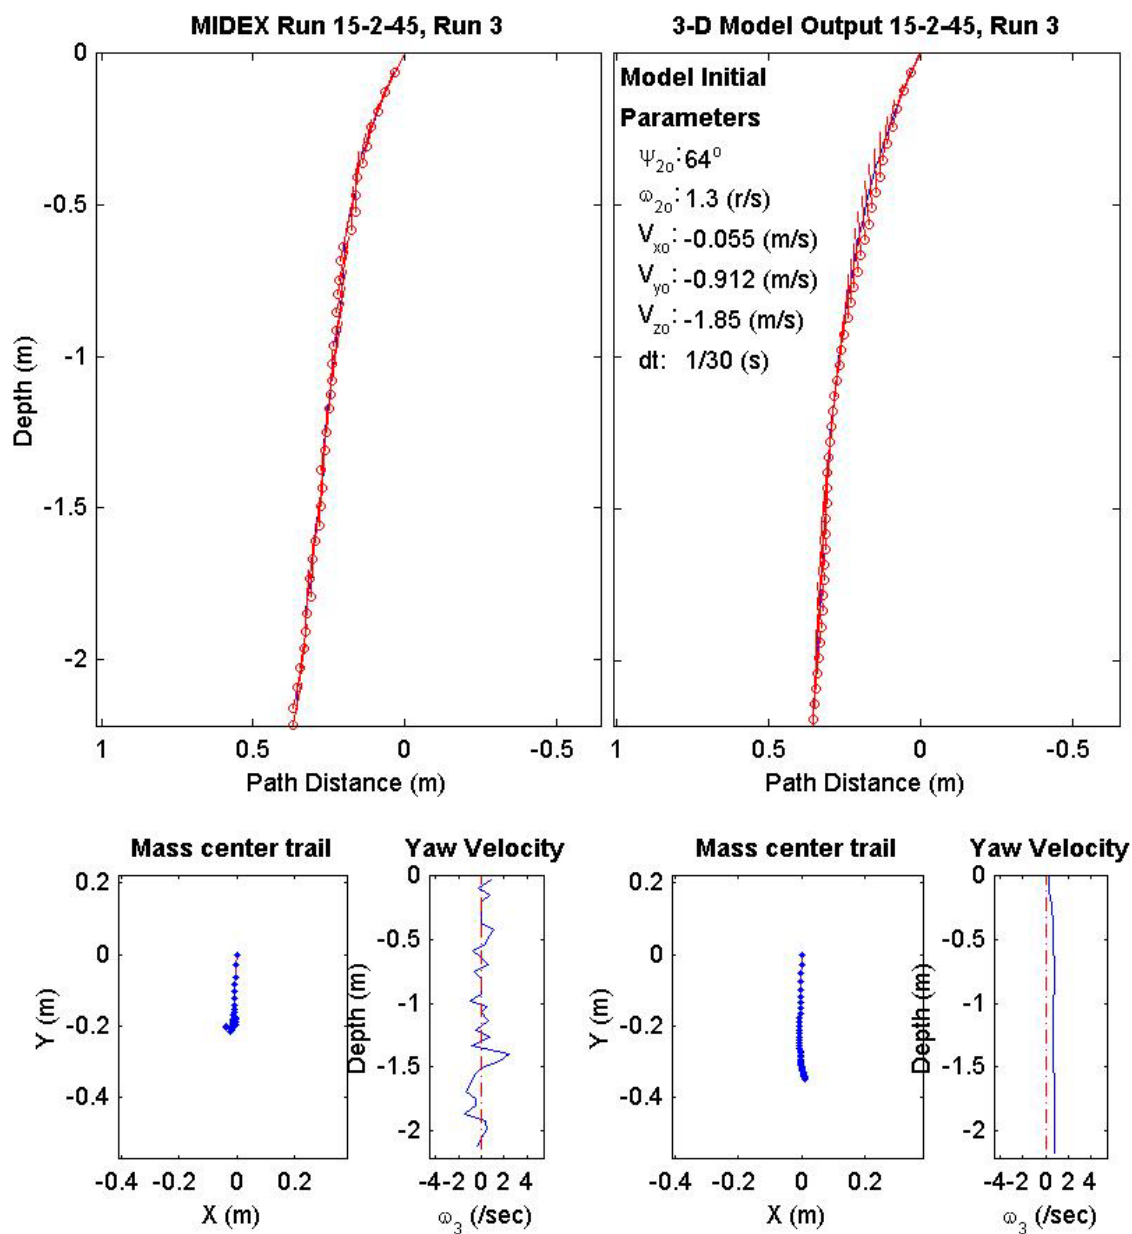 MIDEX Run 15-2-45, Run 3
3-D Model Output 15-2-45, Run 3
0
-0.5
-1
-1.5
-2
Depth (m)
1 0.5 0 -0.5
Path Distance (m)
Model Initial
Parameters
Ψ2o: 64o
ω2o: 1.3 (r/s)
Vxo: -0.055 (m/s)
Vyo: -0.912 (m/s)
Vzo: -1.85 (m/s)
dt: 1/30 (s)
1 0.5 0 -0.5
Path Distance (m)
Mass center trail
0.2
0
-0.2
-0.4
Y (m)
-0.4 -0.2 0 0.2
X (m)
Yaw Velocity
0
-0.5
-1
-1.5
-2
Depth (m)
-4 -2 0 2 4
ω3 (/sec)
Mass center trail
0.2
0
-0.2
-0.4
Y (m)
-0.4 -0.2 0 0.2
X (m)
Yaw Velocity
0
-0.5
-1
-1.5
-2
Depth (m)
-4 -2 0 2 4
ω3 (/sec)